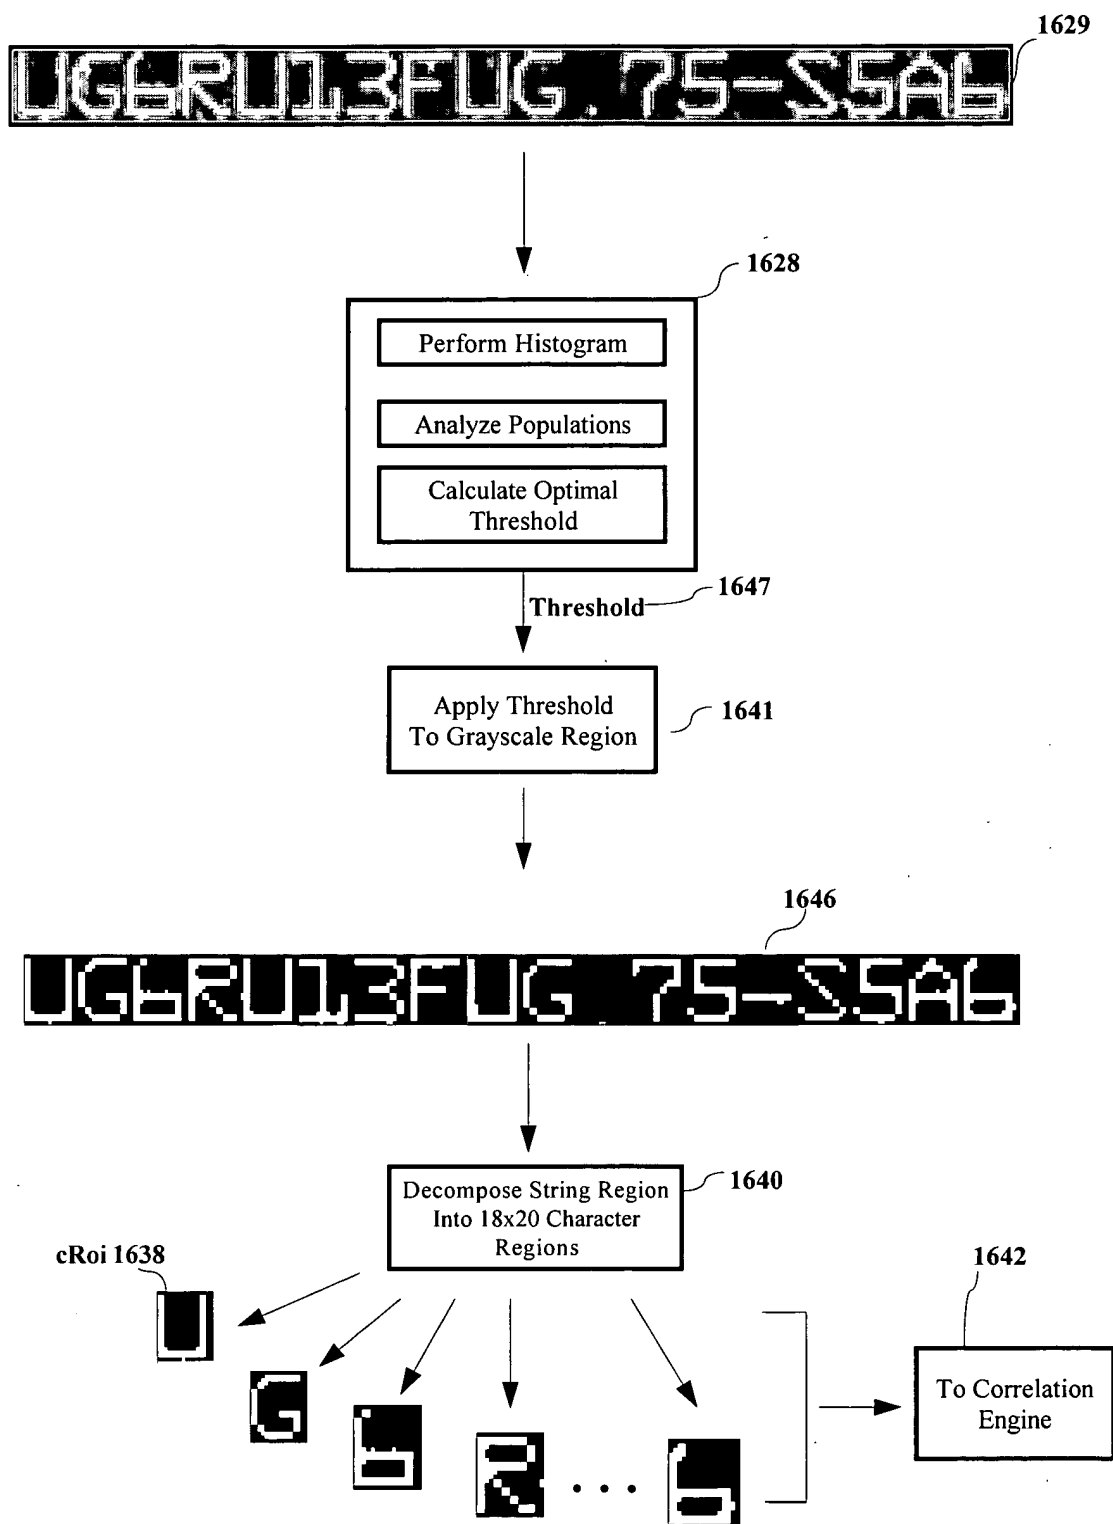 1629
UG6RU13FUG.75-S5A6
1628
Perform Histogram
Analyze Populations
Calculate Optimal
Threshold
1647
Threshold
Apply Threshold
To Grayscale Region
1641
1646
UG6RU13FUG.75-S5A6
Decompose String Region
Into 18x20 Character
Regions
1640
cRoi 1638
1642
U
G
6
R
. . .
6
To Correlation
Engine